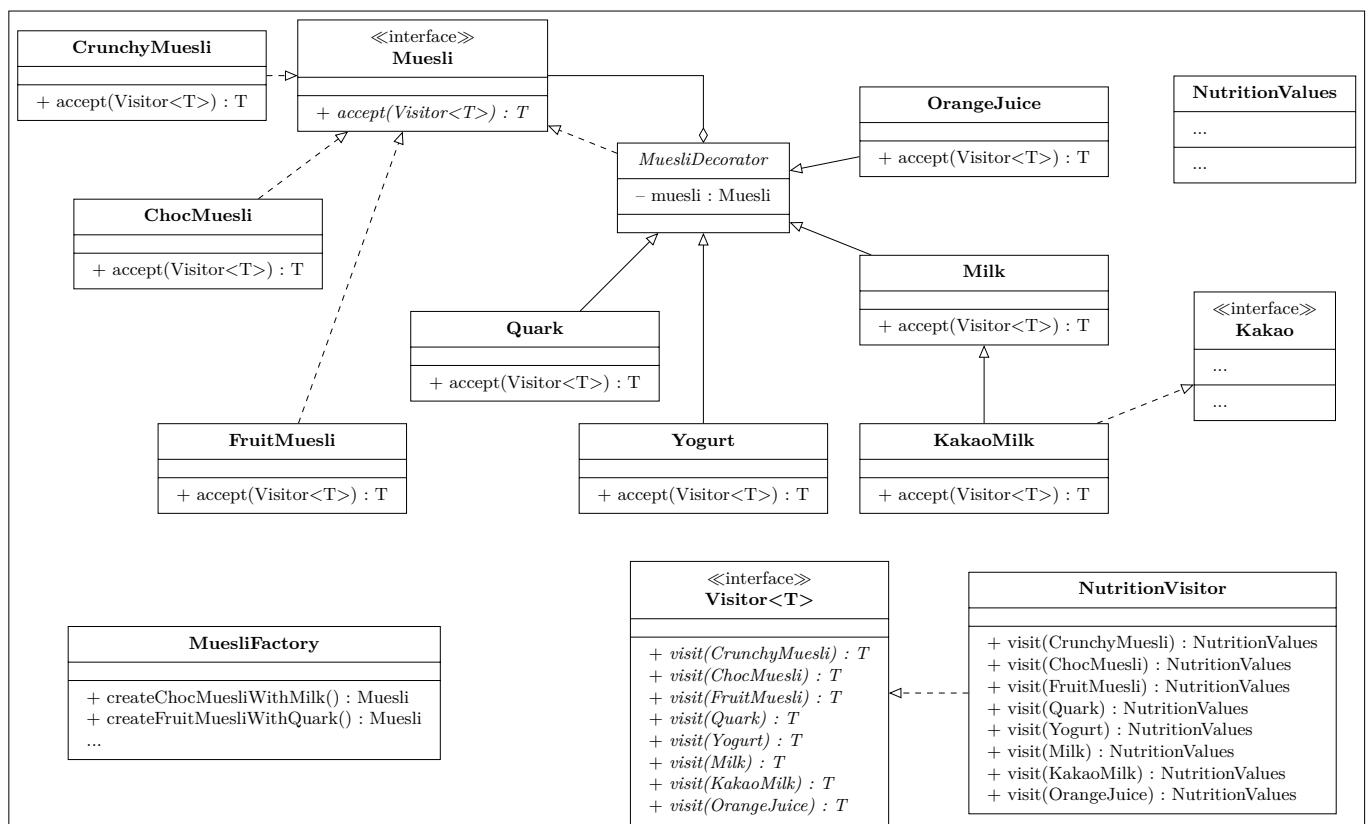 CrunchyMuesli
+ accept(Visitor<T>) : T
≪interface≫
Muesli
+ accept(Visitor<T>) : T
MuesliDecorator
– muesli : Muesli
OrangeJuice
+ accept(Visitor<T>) : T
NutritionValues
...
...
ChocMuesli
+ accept(Visitor<T>) : T
Milk
+ accept(Visitor<T>) : T
≪interface≫
Kakao
...
...
Quark
+ accept(Visitor<T>) : T
FruitMuesli
+ accept(Visitor<T>) : T
Yogurt
+ accept(Visitor<T>) : T
KakaoMilk
+ accept(Visitor<T>) : T
MuesliFactory
+ createChocMuesliWithMilk() : Muesli
+ createFruitMuesliWithQuark() : Muesli
...
≪interface≫
Visitor<T>
+ visit(CrunchyMuesli) : T
+ visit(ChocMuesli) : T
+ visit(FruitMuesli) : T
+ visit(Quark) : T
+ visit(Yogurt) : T
+ visit(Milk) : T
+ visit(KakaoMilk) : T
+ visit(OrangeJuice) : T
NutritionVisitor
+ visit(CrunchyMuesli) : NutritionValues
+ visit(ChocMuesli) : NutritionValues
+ visit(FruitMuesli) : NutritionValues
+ visit(Quark) : NutritionValues
+ visit(Yogurt) : NutritionValues
+ visit(Milk) : NutritionValues
+ visit(KakaoMilk) : NutritionValues
+ visit(OrangeJuice) : NutritionValues